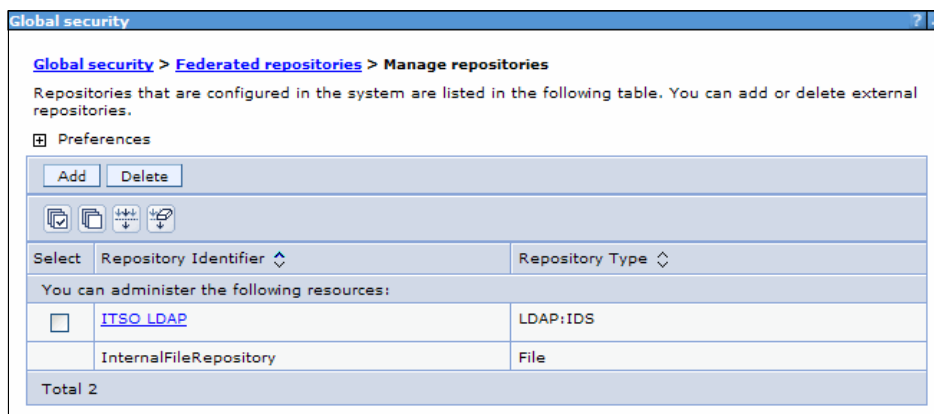 Global security ?
Global security > Federated repositories > Manage repositories
Repositories that are configured in the system are listed in the following table. You can add or delete external
repositories.
Preferences
Add Delete
Select Repository Identifier Repository Type
You can administer the following resources:
ITSO LDAP LDAP:IDS
InternalFileRepository File
Total 2